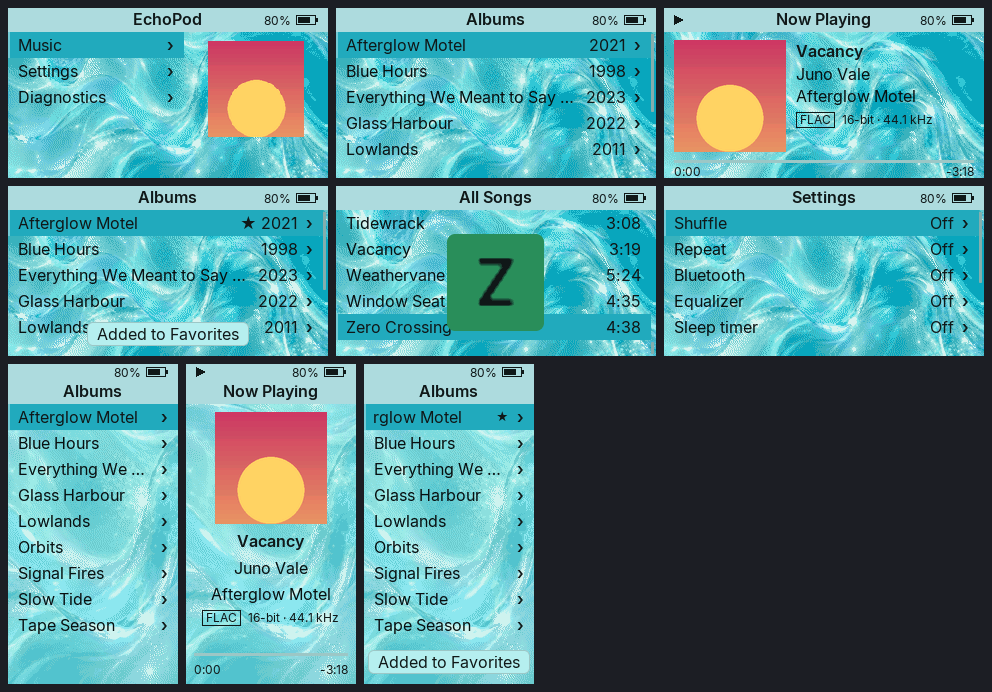 EchoPod 80%
Music ›
Settings ›
Diagnostics ›
Albums 80%
Afterglow Motel 2021 ›
Blue Hours 1998 ›
Everything We Meant to Say ... 2023 ›
Glass Harbour 2022 ›
Lowlands 2011 ›
Now Playing 80%
Vacancy
Juno Vale
Afterglow Motel
FLAC 16-bit · 44.1 kHz
0:00 -3:18
Albums 80%
Afterglow Motel ★ 2021 ›
Blue Hours 1998 ›
Everything We Meant to Say ... 2023 ›
Glass Harbour 2022 ›
Lowlands 2011 ›
Added to Favorites
All Songs 80%
Tidewrack 3:08
Vacancy 3:19
Weathervane 5:24
Window Seat 4:35
Zero Crossing 4:38
Z
Settings 80%
Shuffle Off ›
Repeat Off ›
Bluetooth Off ›
Equalizer Off ›
Sleep timer Off ›
80%
Albums
Afterglow Motel ›
Blue Hours ›
Everything We ... ›
Glass Harbour ›
Lowlands ›
Orbits ›
Signal Fires ›
Slow Tide ›
Tape Season ›
80%
Now Playing
Vacancy
Juno Vale
Afterglow Motel
FLAC 16-bit · 44.1 kHz
0:00 -3:18
80%
Albums
rglow Motel ★ ›
Blue Hours ›
Everything We ... ›
Glass Harbour ›
Lowlands ›
Orbits ›
Signal Fires ›
Slow Tide ›
Tape Season ›
Added to Favorites